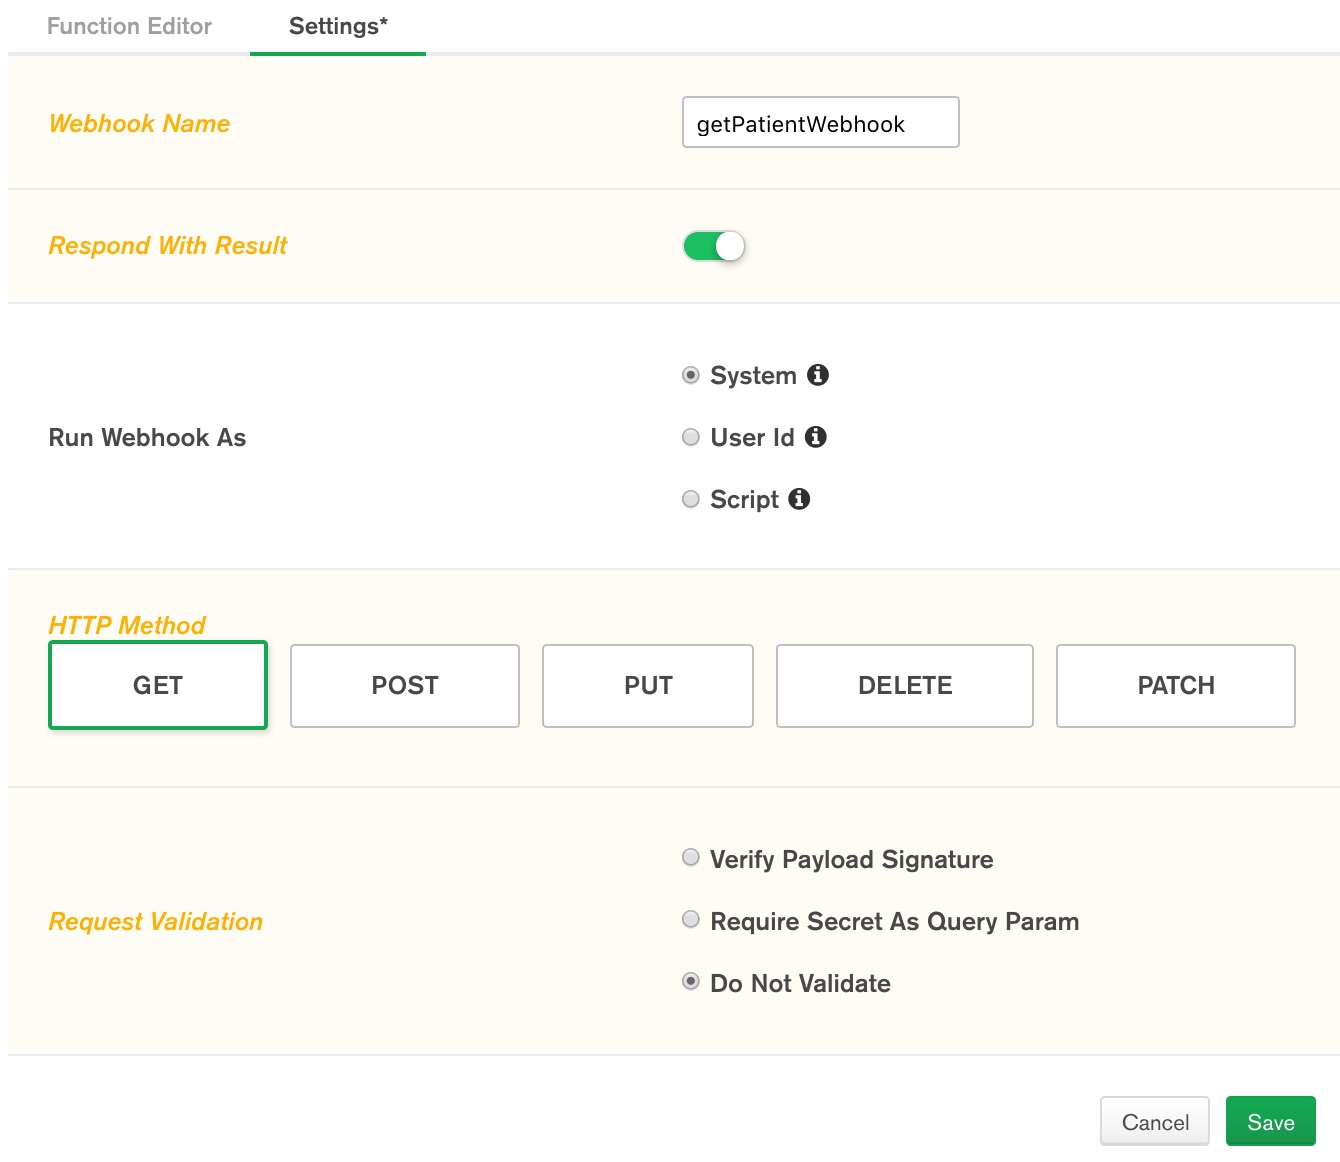 Function Editor
Settings*
Webhook Name
getPatientWebhook
Respond With Result
System
Run Webhook As
User Id
Script
HTTP Method
GET
POST
PUT
DELETE
PATCH
Verify Payload Signature
Request Validation
Require Secret As Query Param
Do Not Validate
Cancel
Save